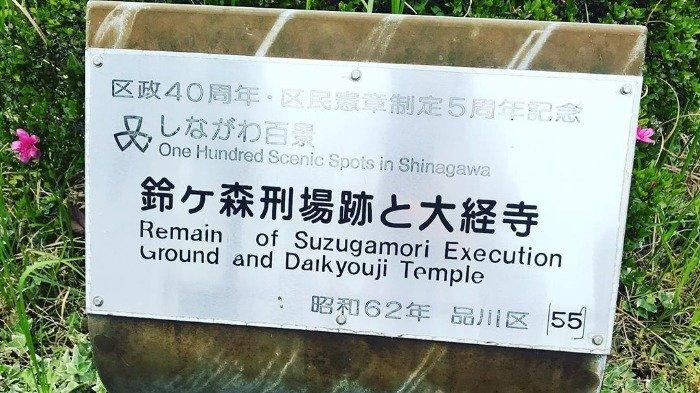 区政40周年・区民憲章制定5周年記念
しながわ百景
One Hundred Scenic Spots in Shinagawa
鈴ケ森刑場跡と大経寺
Remain of Suzugamori Execution
Ground and Daikyouji Temple
昭和62年 品川区 55